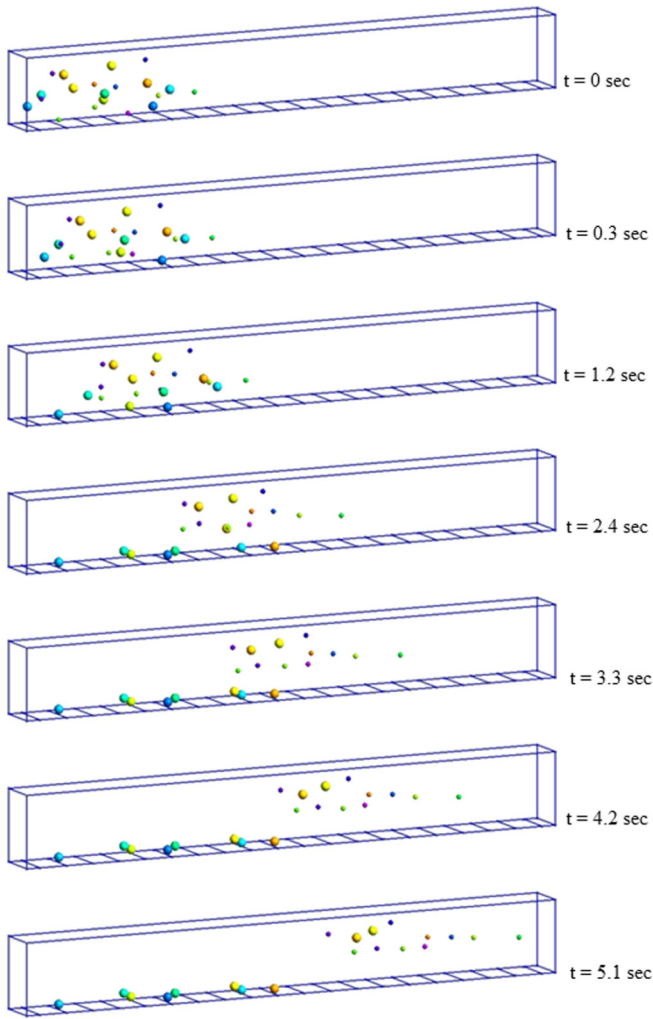 t = 0 sec
t = 0.3 sec
t = 1.2 sec
t = 2.4 sec
t = 3.3 sec
t = 4.2 sec
t = 5.1 sec